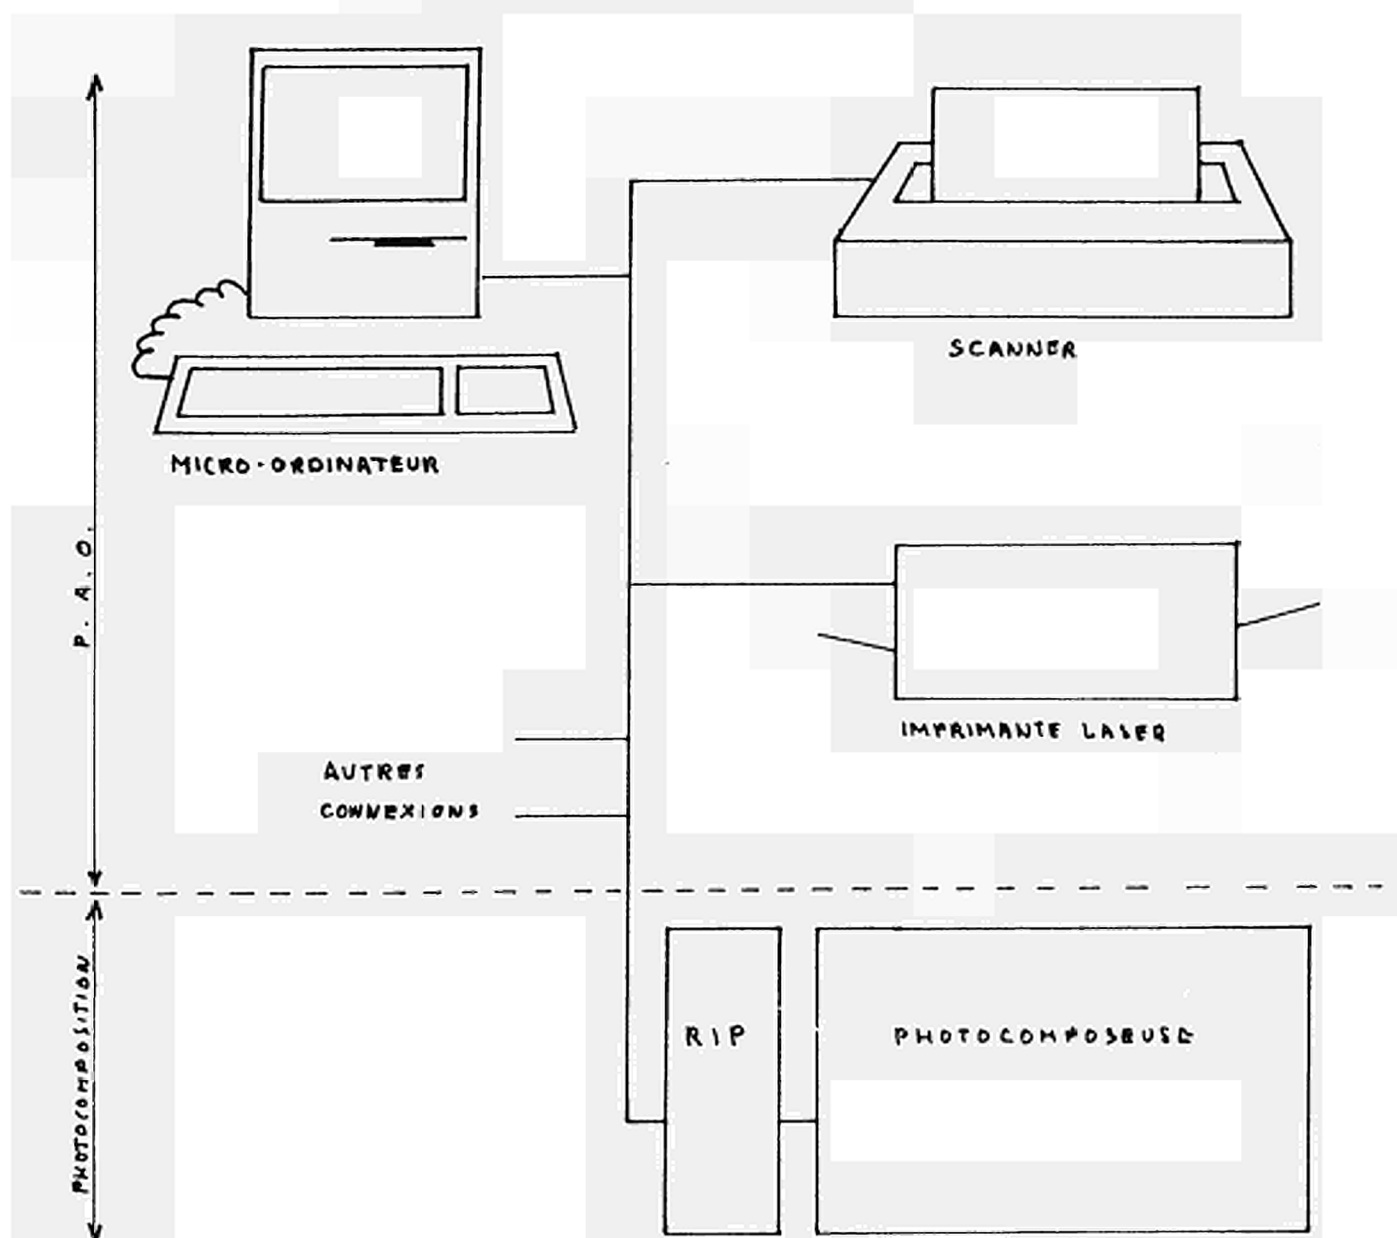 SCANNER
MICRO-ORDINATEUR
P. A. O.
IMPRIMANTE LASER
AUTRES
CONNEXIONS
PHOTOCOMPOSITION
RIP
PHOTOCOMPOSEUSE